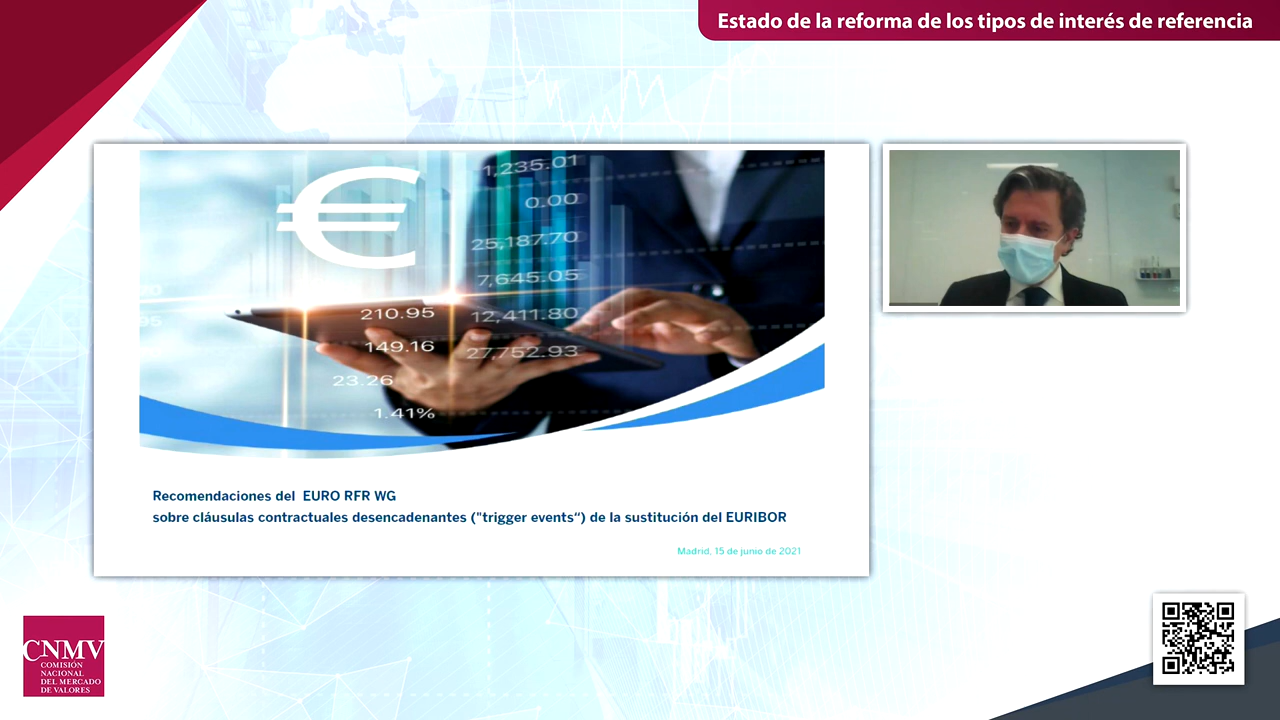 Estado de la reforma de los tipos de interés de referencia
€
1,235.01
0.00
25,187.70
7,645.05
210.95
12,411.80
149.16
27,752.93
23.26
1.41%
95
Recomendaciones del EURO RFR WG
sobre cláusulas contractuales desencadenantes ("trigger events“) de la sustitución del EURIBOR
Madrid, 15 de junio de 2021
CNMV
COMISIÓN
NACIONAL
DEL MERCADO
DE VALORES